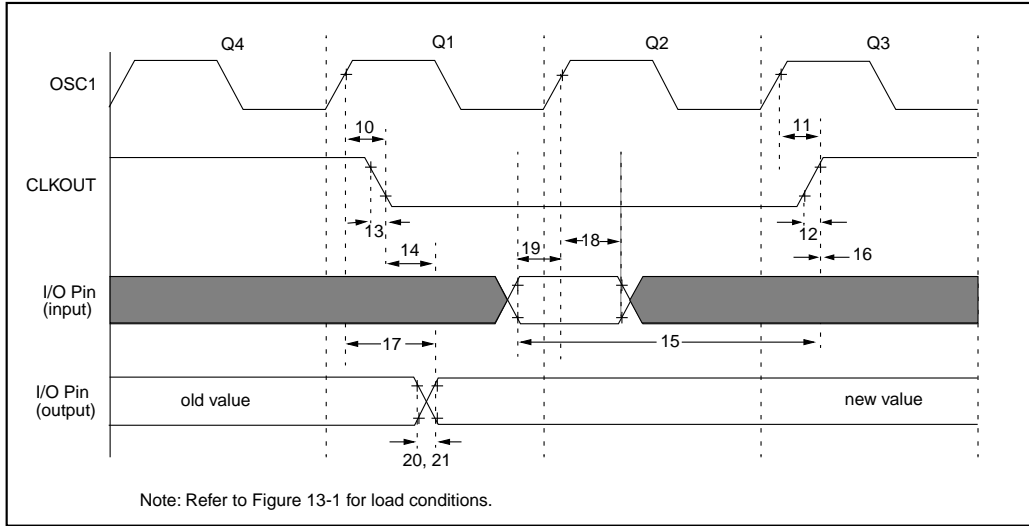 Q4 Q1 Q2 Q3
OSC1
10 11
CLKOUT
13 12
14 19 18 16
I/O Pin
(input)
17 15
I/O Pin
(output)
old value new value
20, 21
Note: Refer to Figure 13-1 for load conditions.